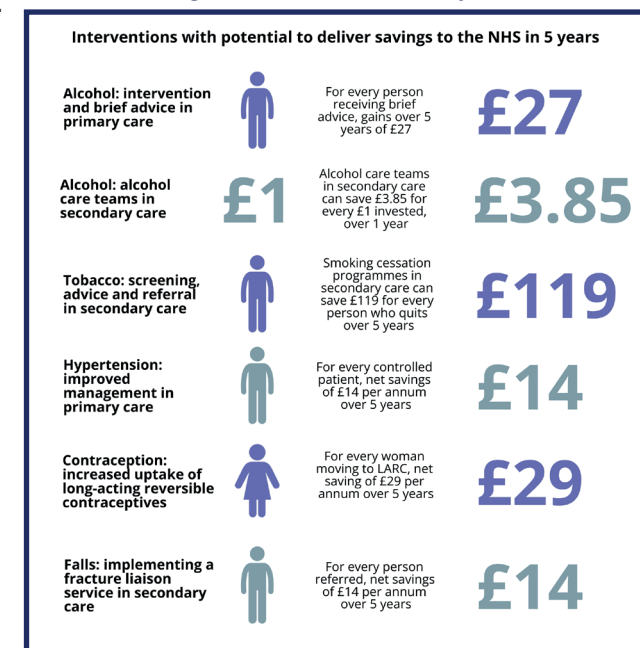 Interventions with potential to deliver savings to the NHS in 5 years
Alcohol: intervention
and brief advice in
primary care
For every person
receiving brief
advice, gains over 5
years of £27
£27
Alcohol: alcohol
care teams in
secondary care
£1
Alcohol care teams
in secondary care
can save £3.85 for
every £1 invested,
over 1 year
£3.85
Tobacco: screening,
advice and referral
in secondary care
Smoking cessation
programmes in
secondary care can
save £119 for every
person who quits
over 5 years
£119
Hypertension:
improved
management in
primary care
For every controlled
patient, net savings
of £14 per annum
over 5 years
£14
Contraception:
increased uptake of
long-acting reversible
contraceptives
For every woman
moving to LARC, net
saving of £29 per
annum over 5 years
£29
Falls: implementing a
fracture liaison
service in secondary
care
For every person
referred, net savings
of £14 per annum
over 5 years
£14